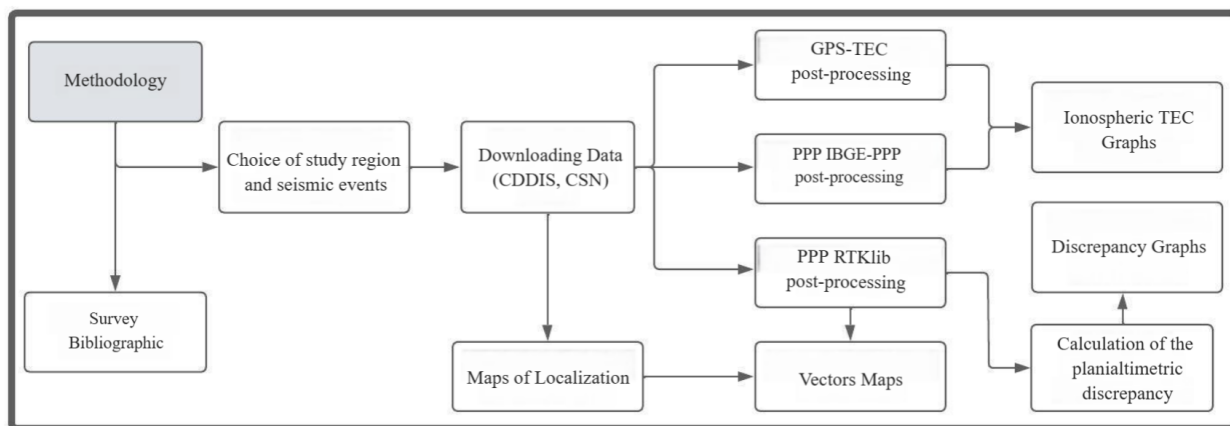 Methodology
Choice of study region
and seismic events
Survey
Bibliographic
Downloading Data
(CDDIS, CSN)
Maps of Localization
GPS-TEC
post-processing
PPP IBGE-PPP
post-processing
PPP RTKlib
post-processing
Vectors Maps
Ionospheric TEC
Graphs
Discrepancy Graphs
Calculation of the
planialtimetric
discrepancy